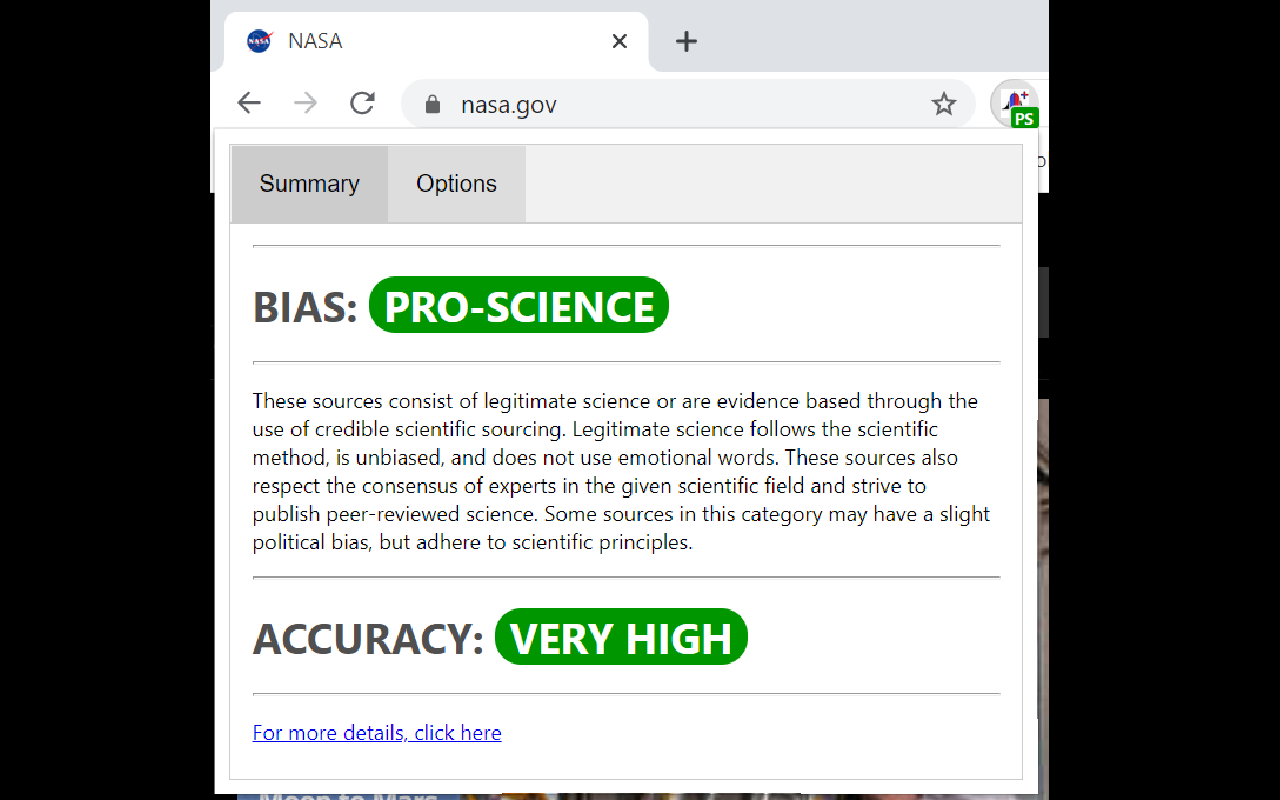 NASA
nasa.gov
PS
Summary
Options
BIAS: PRO-SCIENCE
These sources consist of legitimate science or are evidence based through the
use of credible scientific sourcing. Legitimate science follows the scientific
method, is unbiased, and does not use emotional words. These sources also
respect the consensus of experts in the given scientific field and strive to
publish peer-reviewed science. Some sources in this category may have a slight
political bias, but adhere to scientific principles.
ACCURACY: VERY HIGH
For more details, click here
Moon to Mars